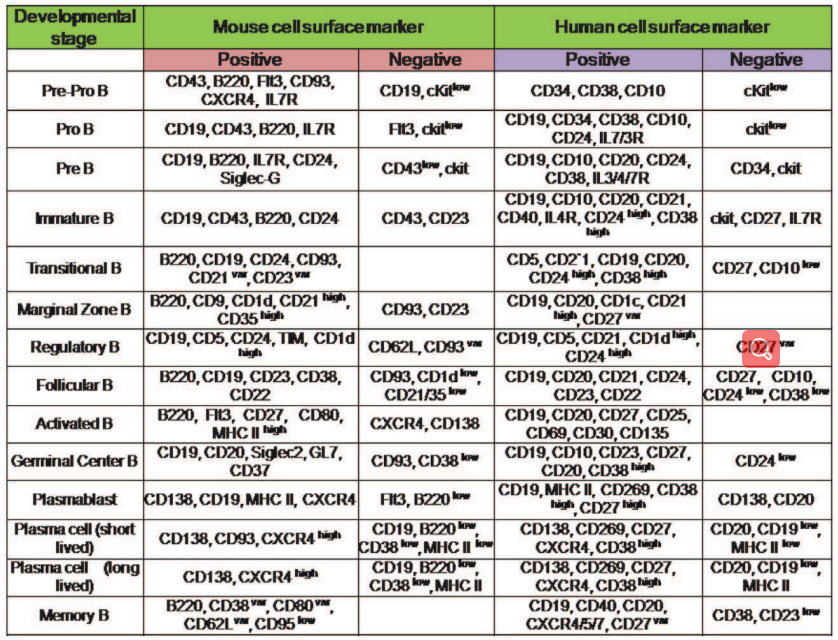 Developmental stage Mouse cell surface marker Human cell surface marker
Positive Negative Positive Negative
Pre-Pro B CD43, B220, Flt3, CD93, CXCR4, IL7R CD19, cKit low CD34, CD38, CD10 cKit low
Pro B CD19, CD43, B220, IL7R Flt3, ckit low CD19, CD34, CD38, CD10, CD24, IL7/3R ckit low
Pre B CD19, B220, IL7R, CD24, Siglec-G CD43 low, ckit CD19, CD10, CD20, CD24, CD38, IL3/4/7R CD34, ckit
Immature B CD19, CD43, B220, CD24 CD43, CD23 CD19, CD10, CD20, CD21, CD40, IL4R, CD24 high, CD38 high ckit, CD27, IL7R
Transitional B B220, CD19, CD24, CD93, CD21 var, CD23 var CD5, CD2`1, CD19, CD20, CD24 high, CD38 high CD27, CD10 low
Marginal Zone B B220, CD9, CD1d, CD21 high, CD35 high CD93, CD23 CD19, CD20, CD1c, CD21 high, CD27 var
Regulatory B CD19, CD5, CD24, TIM, CD1d high CD62L, CD93 var CD19, CD5, CD21, CD1d high, CD24 high CD27 var
Follicular B B220, CD19, CD23, CD38, CD22 CD93, CD1d low, CD21/35 low CD19, CD20, CD21, CD24, CD23, CD22 CD27, CD10, CD24 low, CD38 low
Activated B B220, Flt3, CD27, CD80, MHC II high CXCR4, CD138 CD19, CD20, CD27, CD25, CD69, CD30, CD135
Germinal Center B CD19, CD20, Siglec2, GL7, CD37 CD93, CD38 low CD19, CD10, CD23, CD27, CD20, CD38 high CD24 low
Plasmablast CD138, CD19, MHC II, CXCR4 Flt3, B220 low CD19, MHC II, CD269, CD38 high, CD27 high CD138, CD20
Plasma cell (short lived) CD138, CD93, CXCR4 high CD19, B220 low, CD38 low, MHC II low CD138, CD269, CD27, CXCR4, CD38 high CD20, CD19 low, MHC II low
Plasma cell (long lived) CD138, CXCR4 high CD19, B220 low, CD38 low, MHC II CD138, CD269, CD27, CXCR4, CD38 high CD20, CD19 low, MHC II
Memory B B220, CD38 var, CD80 var, CD62L var, CD95 low CD19, CD40, CD20, CXCR4/5/7, CD27 var CD38, CD23 low